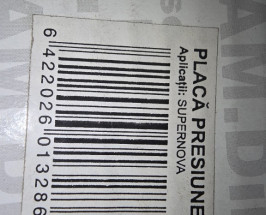 PLACĂ PRESIUNE
Aplicații: SUPERNOVA
6 422026 013286